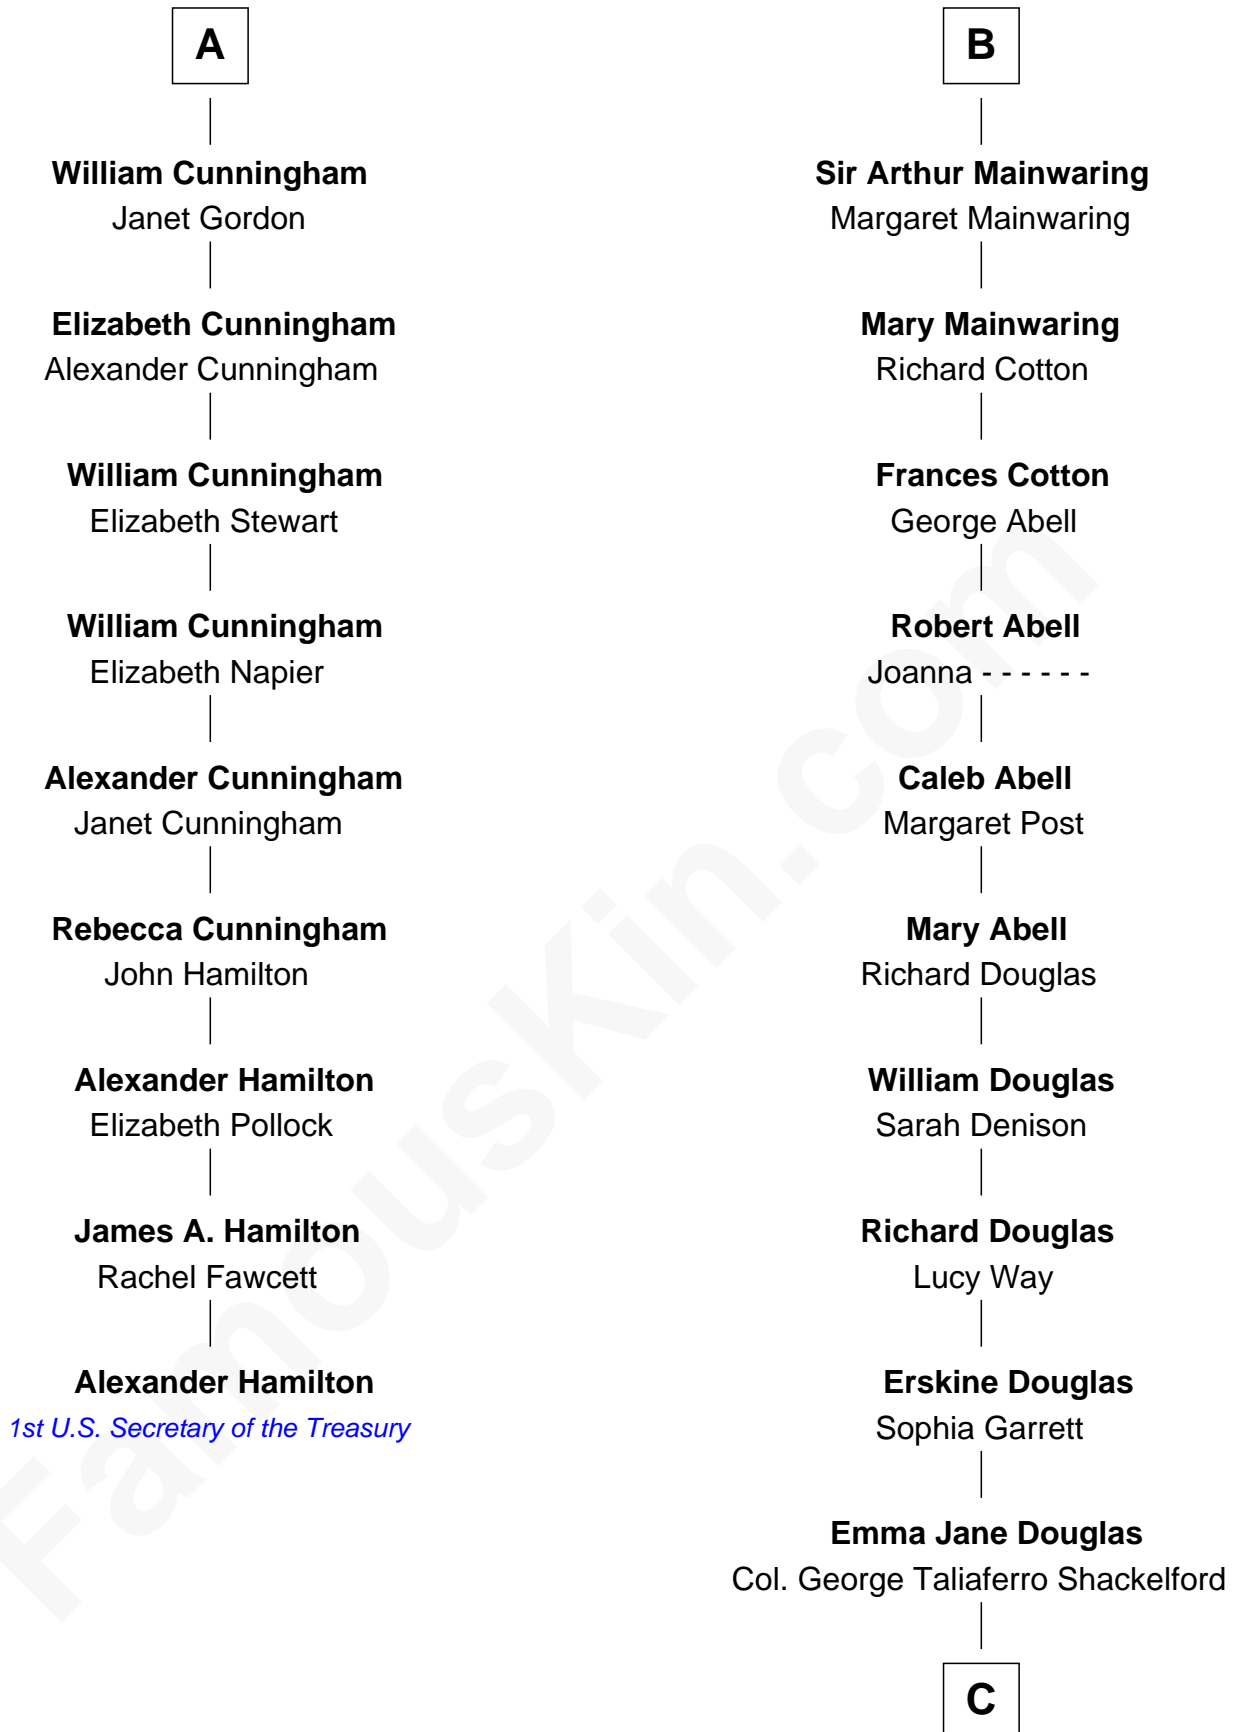 A
William Cunningham
Janet Gordon
Elizabeth Cunningham
Alexander Cunningham
William Cunningham
Elizabeth Stewart
William Cunningham
Elizabeth Napier
Alexander Cunningham
Janet Cunningham
Rebecca Cunningham
John Hamilton
Alexander Hamilton
Elizabeth Pollock
James A. Hamilton
Rachel Fawcett
Alexander Hamilton
1st U.S. Secretary of the Treasury
B
Sir Arthur Mainwaring
Margaret Mainwaring
Mary Mainwaring
Richard Cotton
Frances Cotton
George Abell
Robert Abell
Joanna - - - - - -
Caleb Abell
Margaret Post
Mary Abell
Richard Douglas
William Douglas
Sarah Denison
Richard Douglas
Lucy Way
Erskine Douglas
Sophia Garrett
Emma Jane Douglas
Col. George Taliaferro Shackelford
C
FamousKin.com